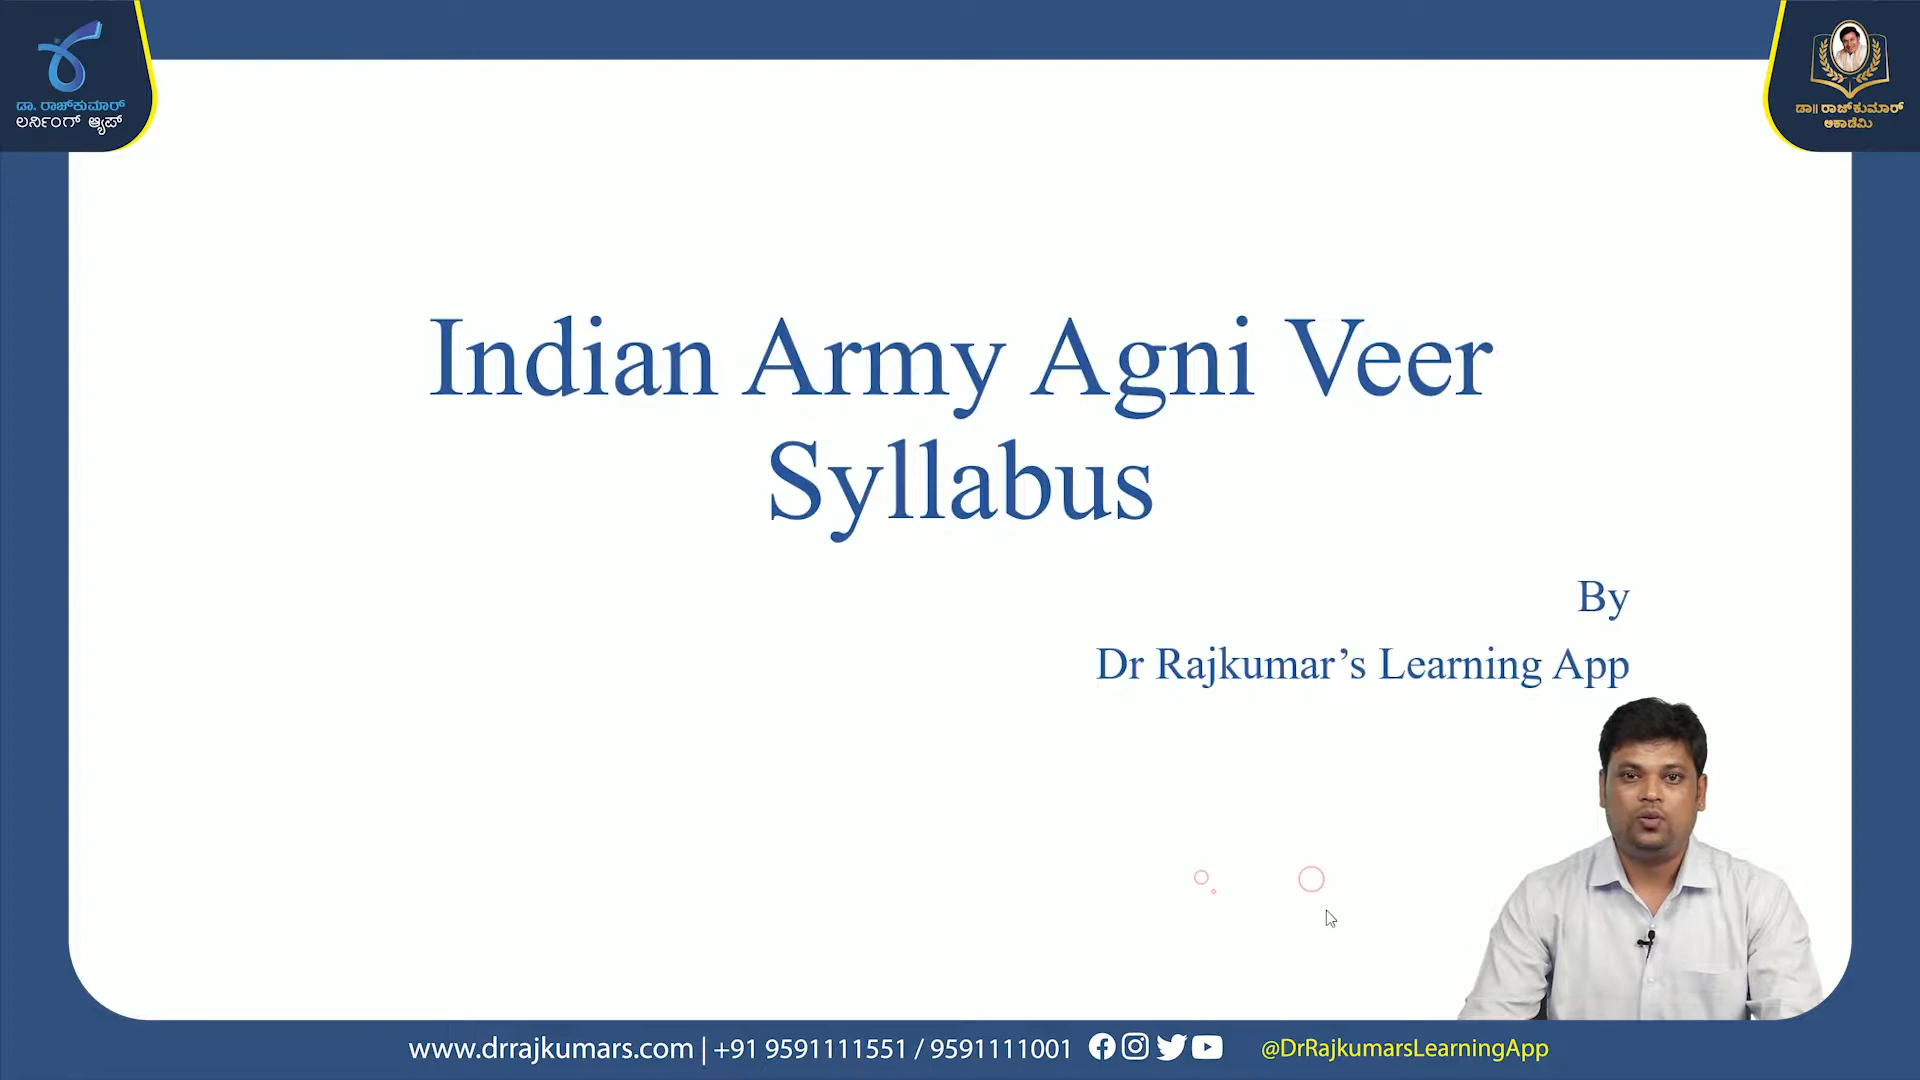 ಡಾ. ರಾಜ್‌ಕುಮಾರ್
ಲರ್ನಿಂಗ್ ಆ್ಯಪ್
ಡಾ|| ರಾಜ್‌ಕುಮಾರ್
ಅಕಾಡೆಮಿ
Indian Army Agni Veer
Syllabus
By
Dr Rajkumar’s Learning App
www.drrajkumars.com | +91 9591111551 / 9591111001 @DrRajkumarsLearningApp